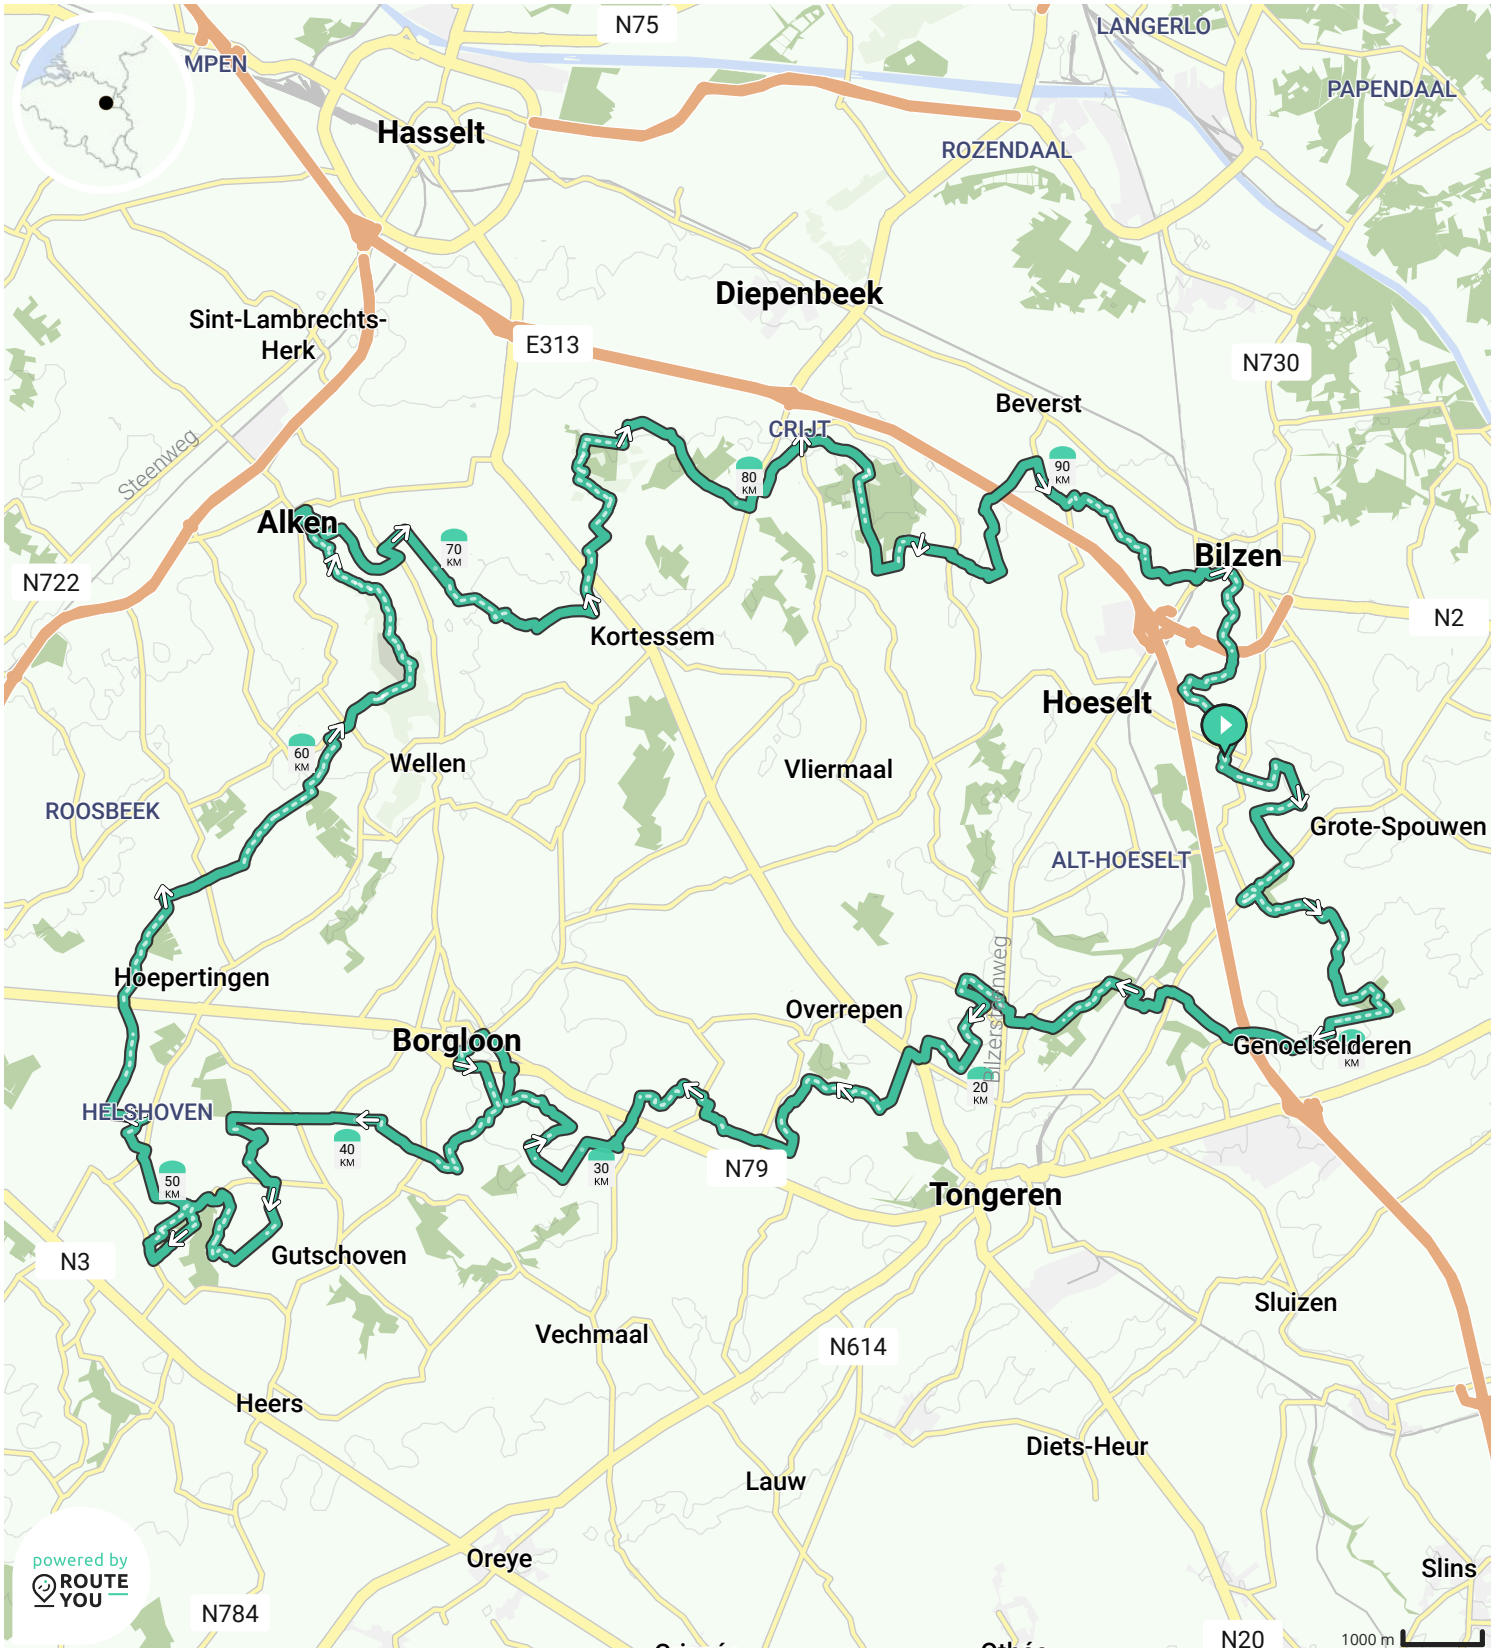 N75
LANGERLO
MPEN
PAPENDAAL
Hasselt
ROZENDAAL
Diepenbeek
Sint-Lambrechts-
Herk
E313
N730
Beverst
CRIJT
Steenweg
80
KM
90
KM
Alken
70
KM
Bilzen
N722
N2
Kortessem
Hoeselt
60
KM
Wellen
Vliermaal
ROOSBEEK
Grote-Spouwen
ALT-HOESELT
Hoepertingen
Bilzersteenweg
Overrepen
Borgloon
Genoelselderen
KM
20
KM
HELSHOVEN
40
KM
30
KM
N79
50
KM
Tongeren
N3
Gutschoven
Sluizen
Vechmaal
N614
Heers
Diets-Heur
Lauw
Oreye
Slins
powered by
ROUTE
YOU
N784
N20
1000 m